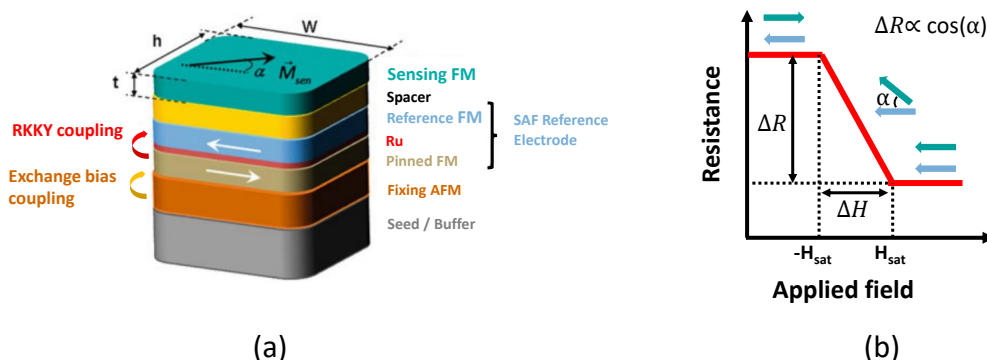 h
W
t
α
M⃗sen
Sensing FM
Spacer
Reference FM
Ru
Pinned FM
Fixing AFM
Seed / Buffer
SAF Reference
Electrode
RKKY coupling
Exchange bias
coupling
(a)
ΔR∝ cos(α)
α
ΔR
ΔH
-Hsat
Hsat
Resistance
Applied field
(b)